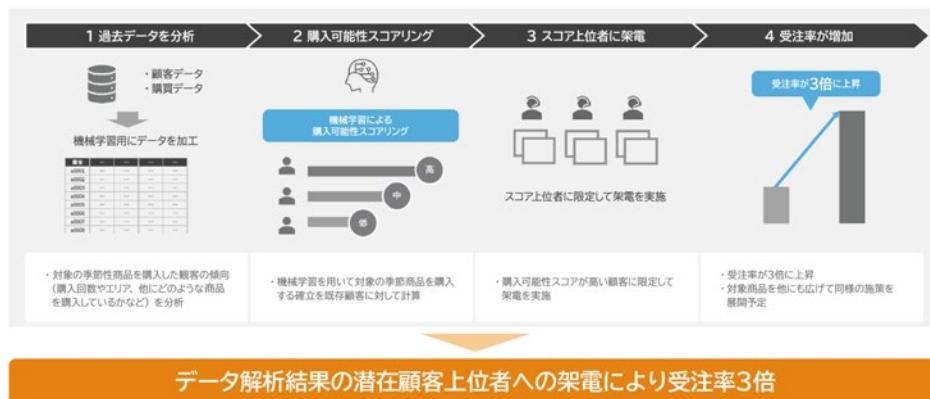 1 過去データを分析
2 購入可能性スコアリング
3 スコア上位者に架電
4 受注率が増加
・顧客データ
・購買データ
機械学習用にデータを加工
a0001
a0002
a0003
a0004
a0005
a0006
a0007
a0008
機械学習による
購入可能性スコアリング
高
中
低
スコア上位者に限定して架電を実施
受注率が3倍に上昇
・対象の季節性商品を購入した観客の傾向
(購入回数やエリア、他にどのような商品
を購入しているかなど)を分析
・機械学習を用いて対象の季節商品を購入
する確立を既存顧客に対して計算
・購入可能性スコアが高い顧客に限定して
架電を実施
・受注率が3倍に上昇
・対象商品を他にも広げて同様の施策を
展開予定
データ解析結果の潜在顧客上位者への架電により受注率3倍